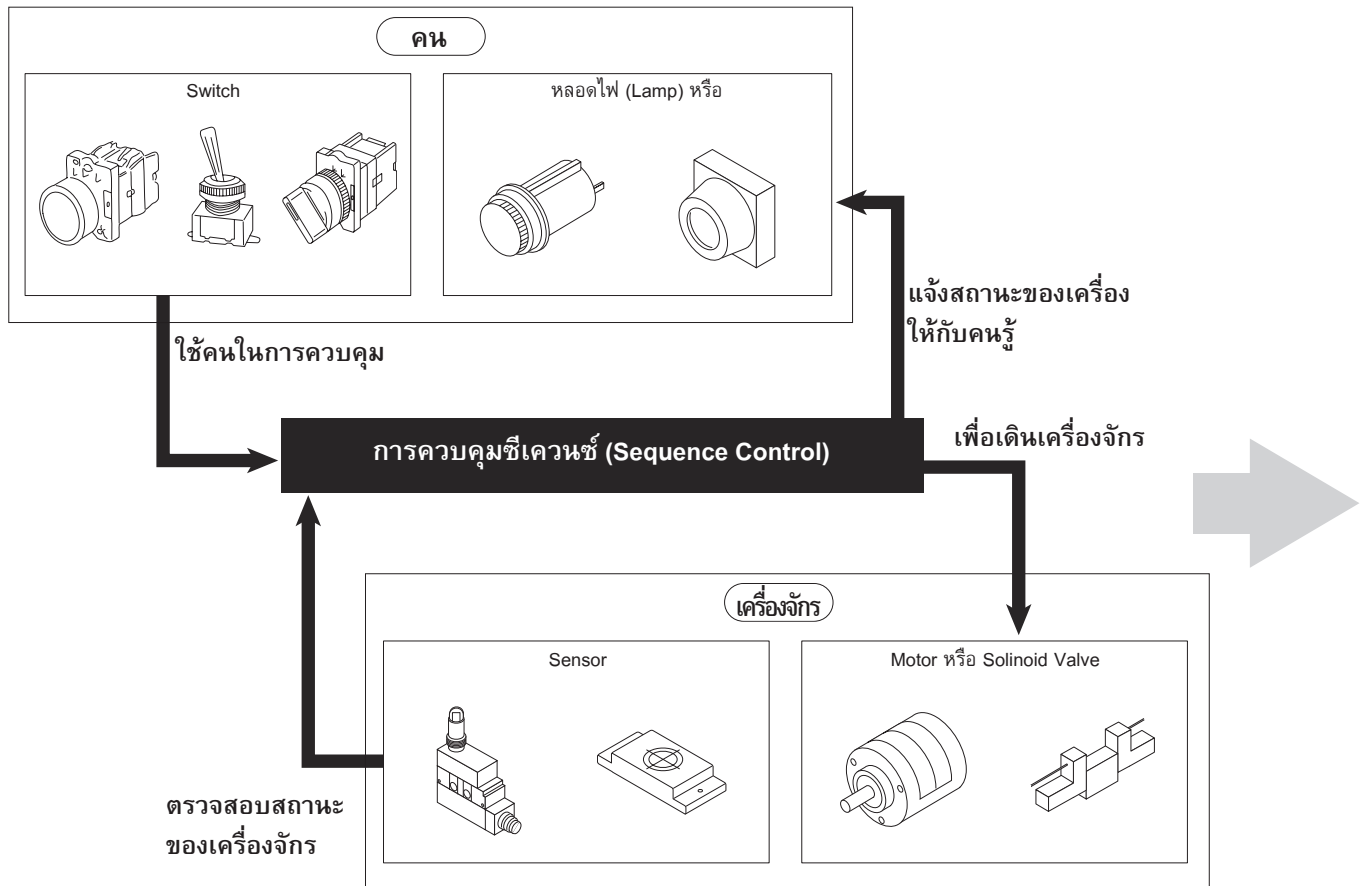 คน
Switch
หลอดไฟ (Lamp) หรือ
แจ้งสถานะของเครื่อง
ให้กับคนรู้
ใช้คนในการควบคุม
การควบคุมซีเควนซ์ (Sequence Control)
เพื่อเดินเครื่องจักร
เครื่องจักร
Sensor
Motor หรือ Solinoid Valve
ตรวจสอบสถานะ
ของเครื่องจักร